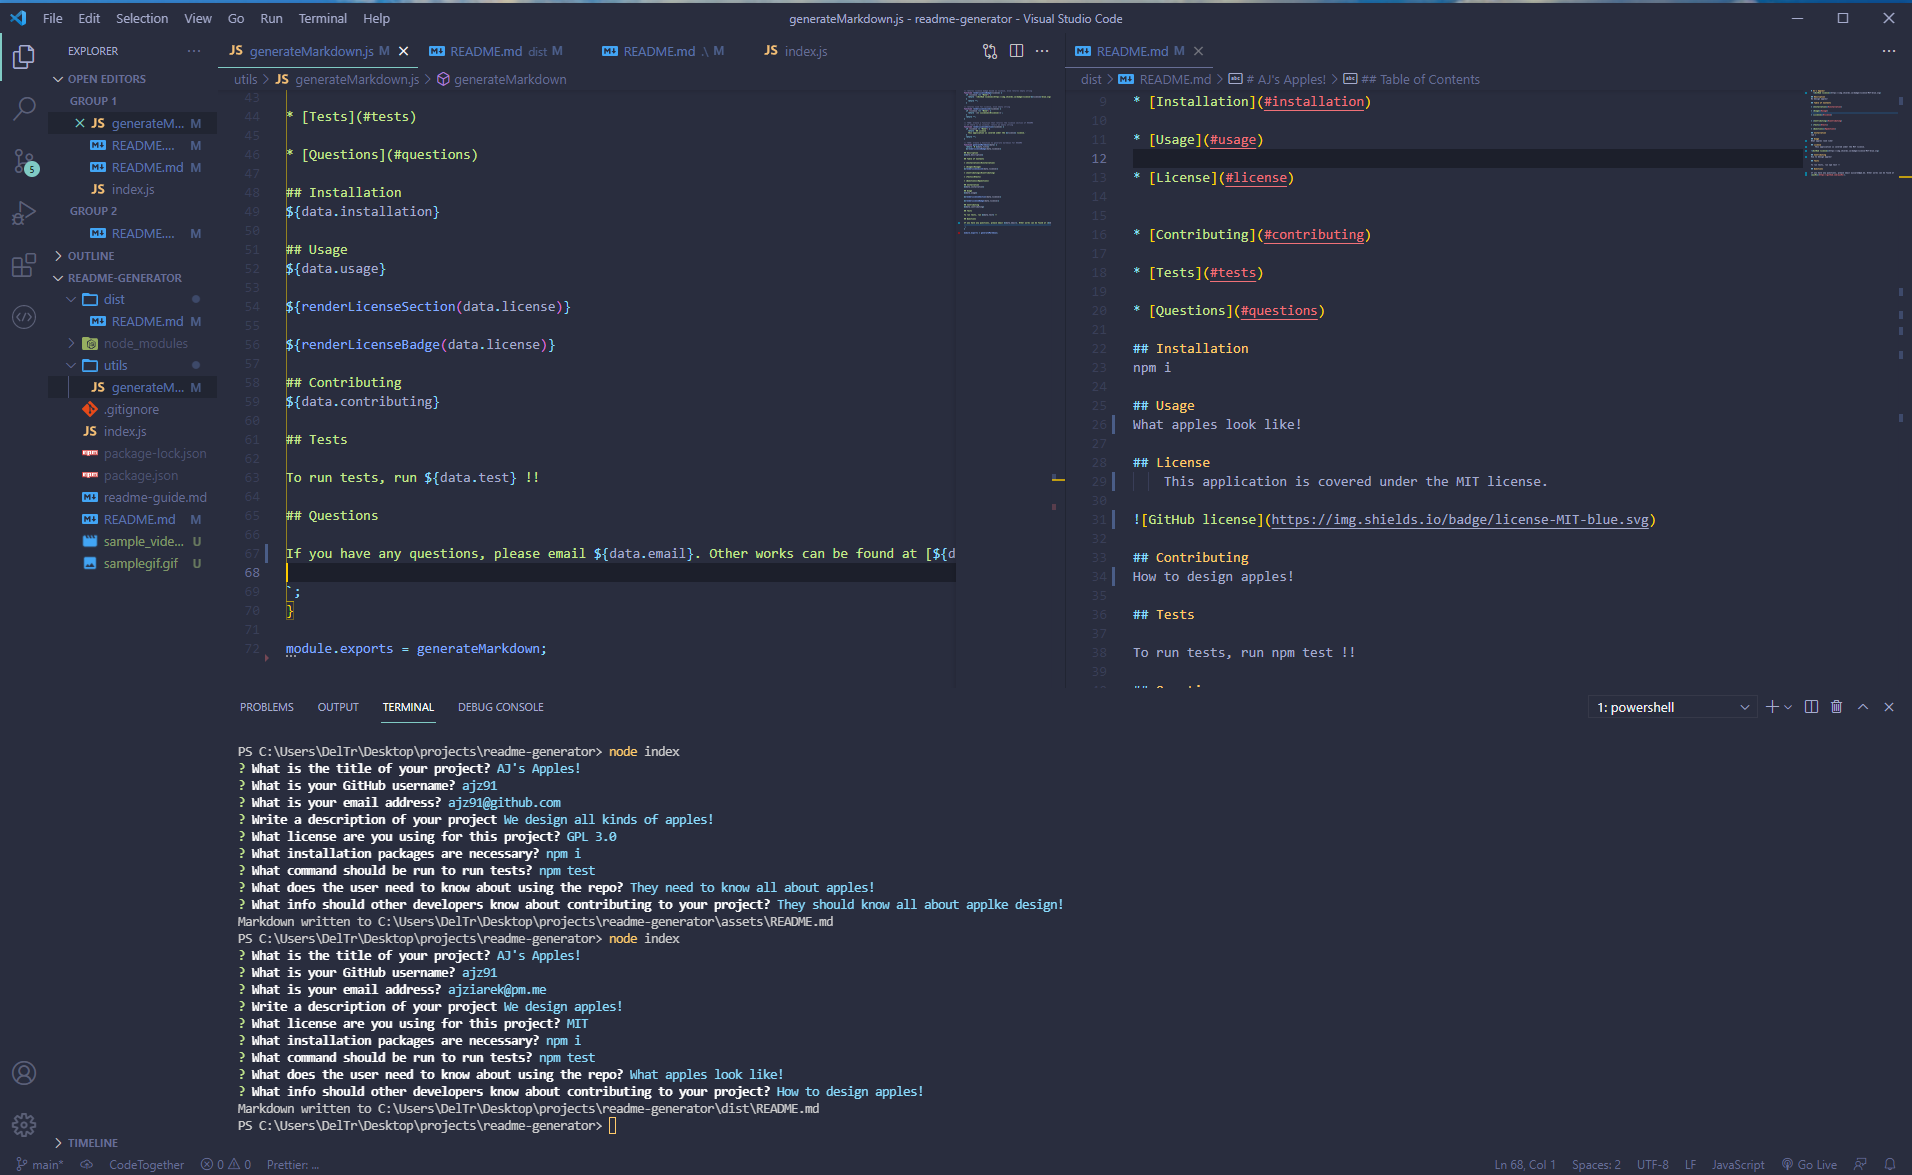 File Edit Selection View Go Run Terminal Help
generateMarkdown.js - readme-generator - Visual Studio Code
EXPLORER
OPEN EDITORS
GROUP 1
JS generateM... M
README.... M
README.md M
JS index.js
GROUP 2
README.... M
OUTLINE
README-GENERATOR
dist
README.md M
node_modules
utils
JS generateM... M
.gitignore
JS index.js
package-lock.json
package.json
readme-guide.md
README.md M
sample_vide... U
samplegif.gif U
TIMELINE
5
JS generateMarkdown.js M
README.md dist M
README.md .\ M
JS index.js
utils > JS generateMarkdown.js > generateMarkdown
43
44 * [Tests](#tests)
45
46 * [Questions](#questions)
47
48 ## Installation
49 ${data.installation}
50
51 ## Usage
52 ${data.usage}
53
54 ${renderLicenseSection(data.license)}
55
56 ${renderLicenseBadge(data.license)}
57
58 ## Contributing
59 ${data.contributing}
60
61 ## Tests
62
63 To run tests, run ${data.test} !!
64
65 ## Questions
66
67 If you have any questions, please email ${data.email}. Other works can be found at [${d
68
69 `;
70 }
71
72 module.exports = generateMarkdown;
README.md M
dist > README.md > # AJ's Apples! > ## Table of Contents
9 * [Installation](#installation)
10
11 * [Usage](#usage)
12
13 * [License](#license)
14
15
16 * [Contributing](#contributing)
17
18 * [Tests](#tests)
19
20 * [Questions](#questions)
21
22 ## Installation
23 npm i
24
25 ## Usage
26 What apples look like!
27
28 ## License
29 This application is covered under the MIT license.
30
31 ![GitHub license](https://img.shields.io/badge/license-MIT-blue.svg)
32
33 ## Contributing
34 How to design apples!
35
36 ## Tests
37
38 To run tests, run npm test !!
39
PROBLEMS OUTPUT TERMINAL DEBUG CONSOLE
1: powershell
PS C:\Users\DelTr\Desktop\projects\readme-generator> node index
? What is the title of your project? AJ's Apples!
? What is your GitHub username? ajz91
? What is your email address? ajz91@github.com
? Write a description of your project We design all kinds of apples!
? What license are you using for this project? GPL 3.0
? What installation packages are necessary? npm i
? What command should be run to run tests? npm test
? What does the user need to know about using the repo? They need to know all about apples!
? What info should other developers know about contributing to your project? They should know all about applke design!
Markdown written to C:\Users\DelTr\Desktop\projects\readme-generator\assets\README.md
PS C:\Users\DelTr\Desktop\projects\readme-generator> node index
? What is the title of your project? AJ's Apples!
? What is your GitHub username? ajz91
? What is your email address? ajziarek@pm.me
? Write a description of your project We design apples!
? What license are you using for this project? MIT
? What installation packages are necessary? npm i
? What command should be run to run tests? npm test
? What does the user need to know about using the repo? What apples look like!
? What info should other developers know about contributing to your project? How to design apples!
Markdown written to C:\Users\DelTr\Desktop\projects\readme-generator\dist\README.md
PS C:\Users\DelTr\Desktop\projects\readme-generator>
main* CodeTogether 0 0 Prettier: ...
Ln 68, Col 1 Spaces: 2 UTF-8 LF JavaScript Go Live